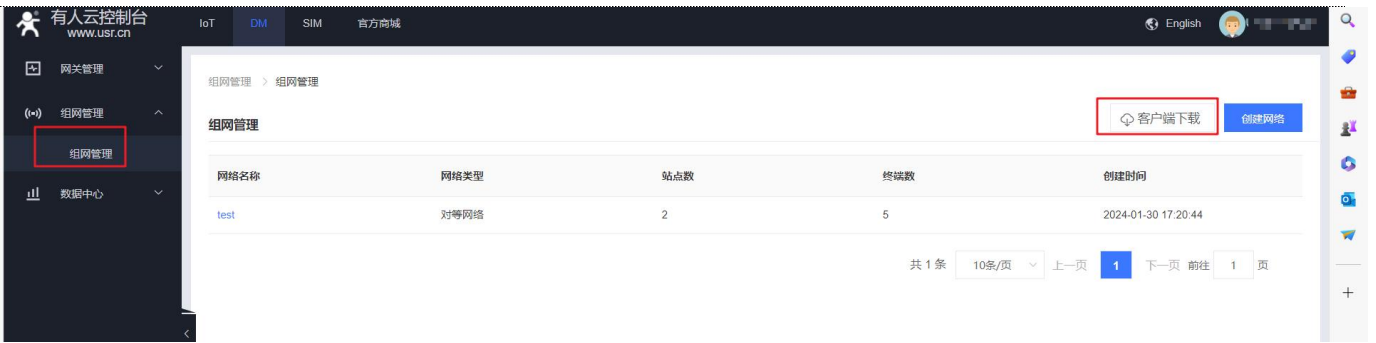 有人云控制台
www.usr.cn
IoT DM SIM 官方商城 English
网关管理
组网管理
组网管理
数据中心
组网管理 > 组网管理
组网管理 客户端下载 创建网络
网络名称 网络类型 站点数 终端数 创建时间
test 对等网络 2 5 2024-01-30 17:20:44
共 1 条 10条/页 上一页 1 下一页 前往 1 页